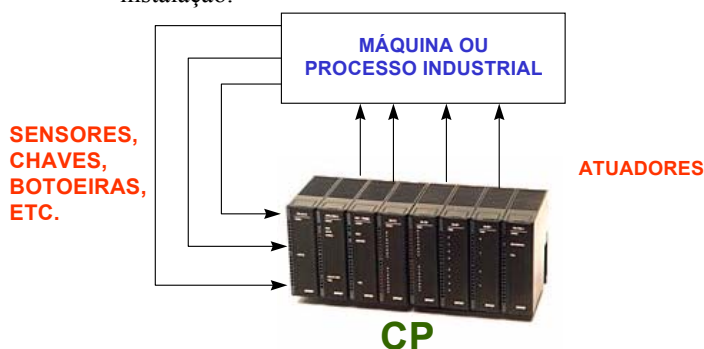 instalação.
MÁQUINA OU
PROCESSO INDUSTRIAL
SENSORES,
CHAVES,
BOTOEIRAS,
ETC.
ATUADORES
CP